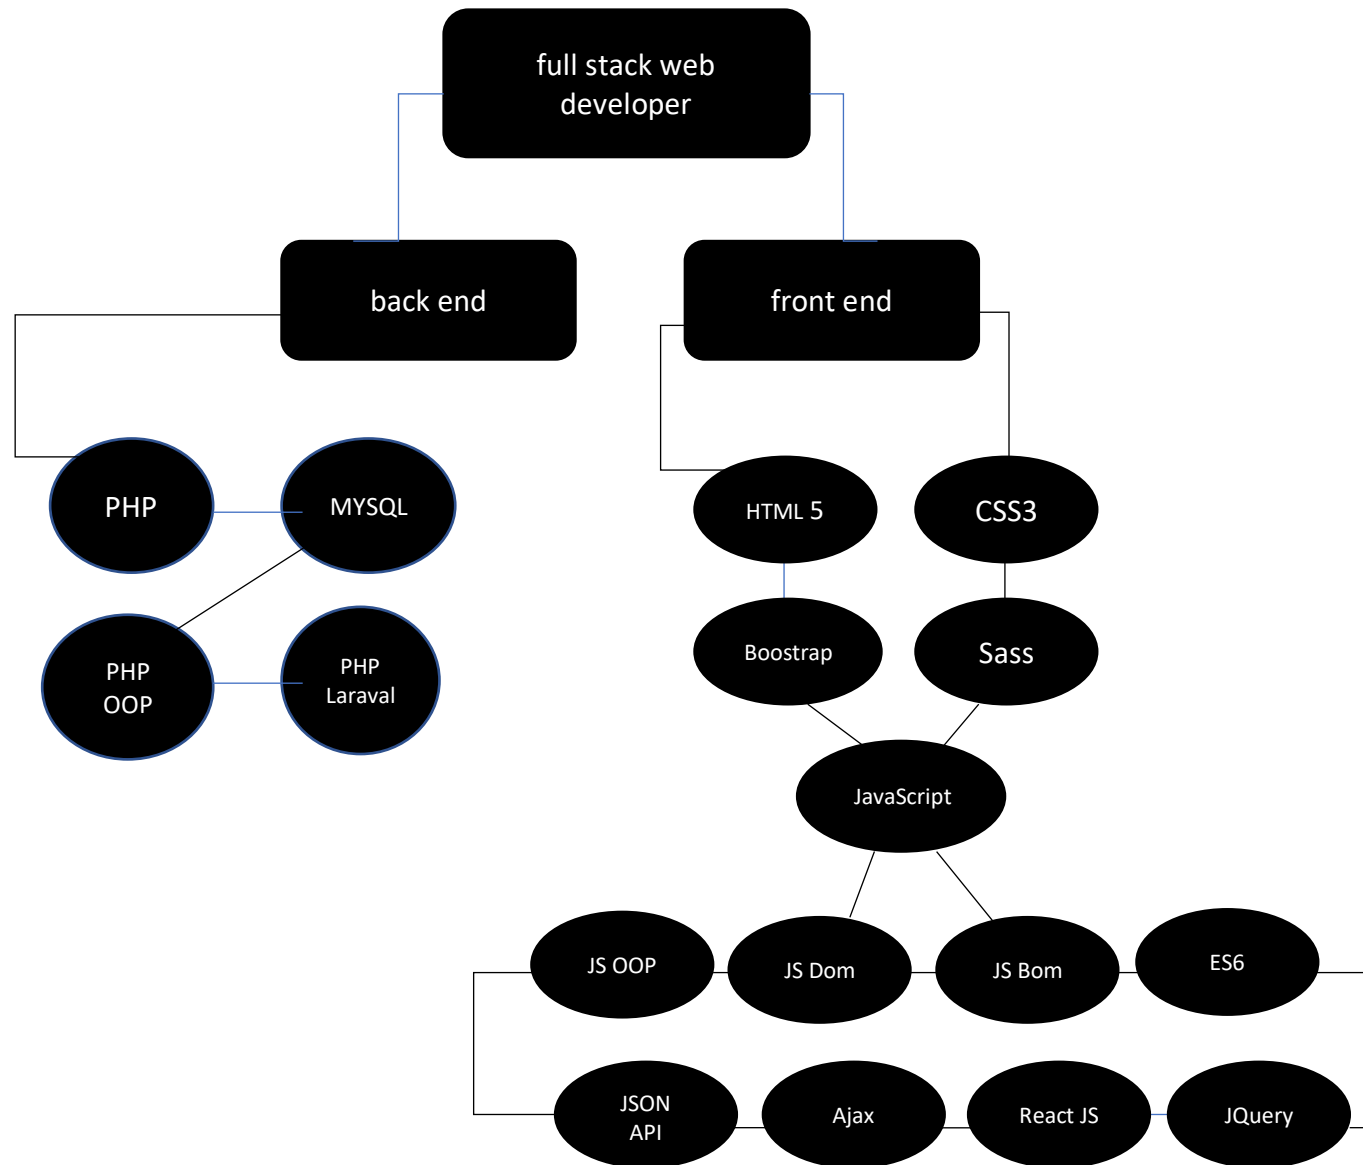 full stack web
developer
back end
front end
PHP
MYSQL
HTML 5
CSS3
PHP
OOP
PHP
Laraval
Boostrap
Sass
JavaScript
JS OOP
JS Dom
JS Bom
ES6
JSON
API
Ajax
React JS
JQuery